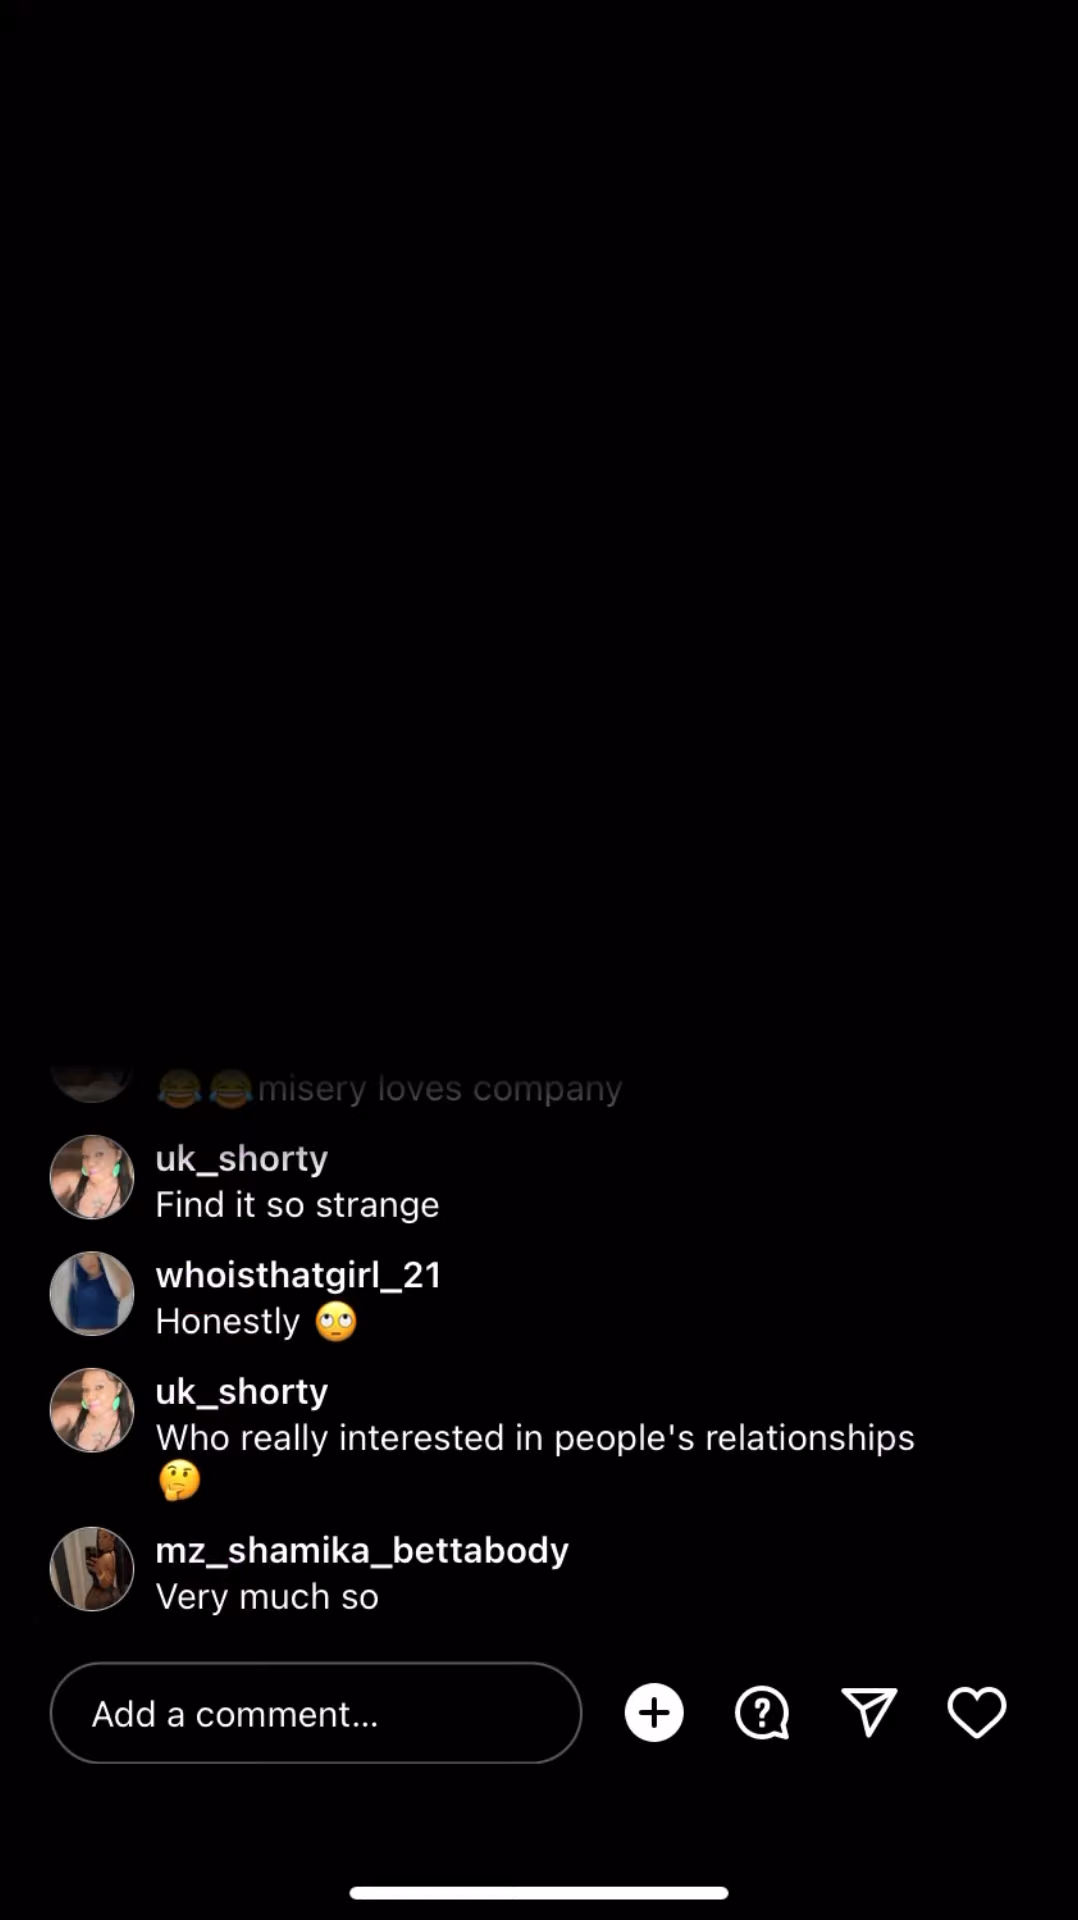 😂😂misery loves company
uk_shorty
Find it so strange
whoisthatgirl_21
Honestly 🙄
uk_shorty
Who really interested in people's relationships
🤔
mz_shamika_bettabody
Very much so
Add a comment...